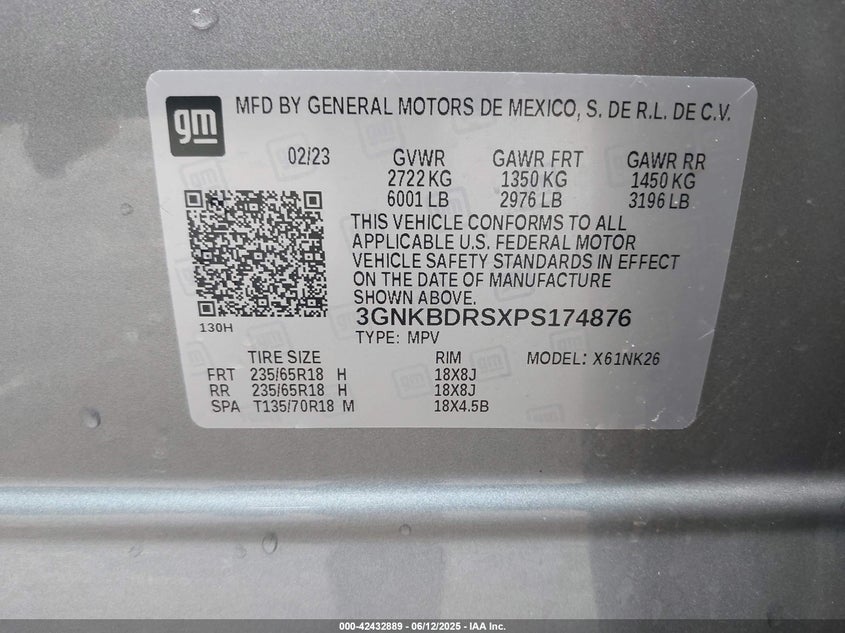 gm
MFD BY GENERAL MOTORS DE MEXICO, S. DE R.L. DE C.V.
02/23 GVWR GAWR FRT GAWR RR
2722 KG 1350 KG 1450 KG
6001 LB 2976 LB 3196 LB
THIS VEHICLE CONFORMS TO ALL
APPLICABLE U.S. FEDERAL MOTOR
VEHICLE SAFETY STANDARDS IN EFFECT
ON THE DATE OF MANUFACTURE
SHOWN ABOVE.
3GNKBDRSXPS174876
130H
TYPE: MPV
TIRE SIZE RIM MODEL: X61NK26
FRT 235/65R18 H 18X8J
RR 235/65R18 H 18X8J
SPA T135/70R18 M 18X4.5B
000-42432889 - 06/12/2025 - IAA Inc.